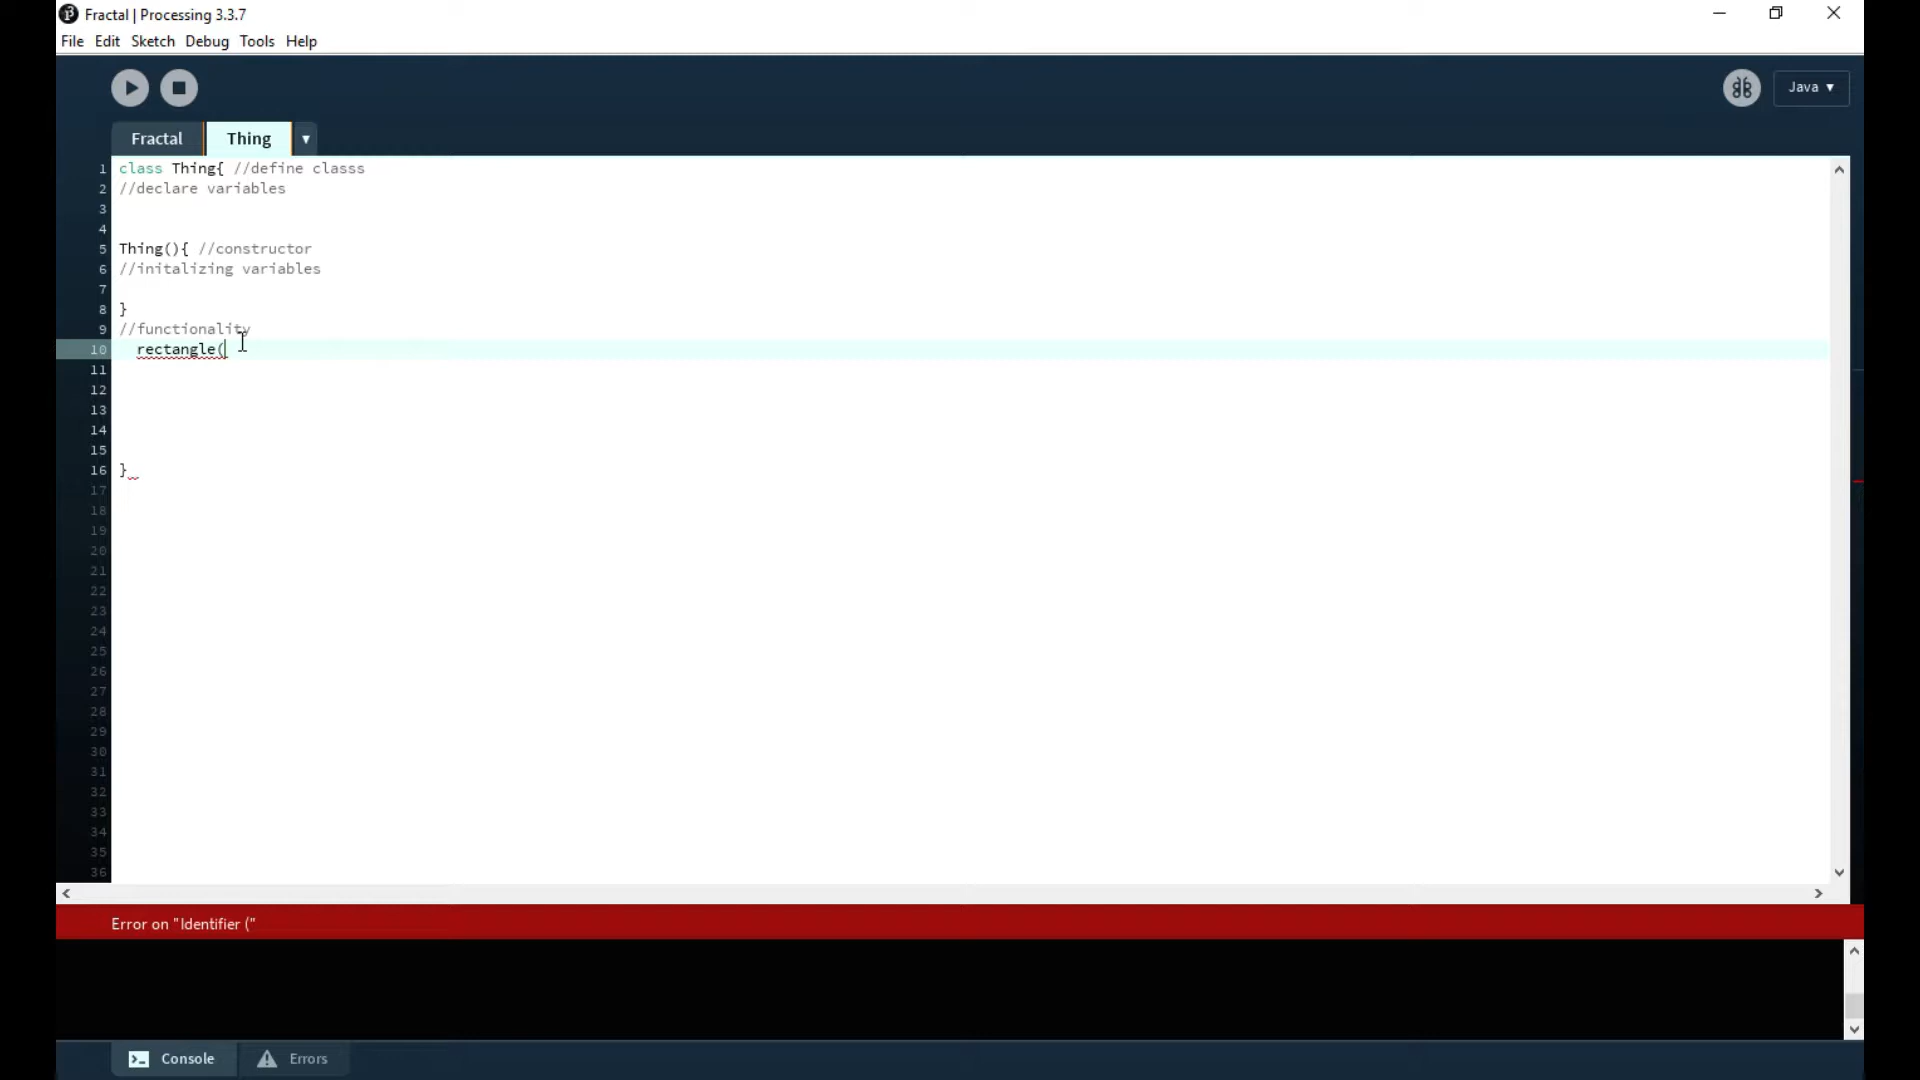 Fractal | Processing 3.3.7
File Edit Sketch Debug Tools Help
Java ▾
Fractal Thing ▾
1 class Thing{ //define classs
2 //declare variables
3
4
5 Thing(){ //constructor
6 //initalizing variables
7
8 }
9 //functionality
10 rectangle(
11
12
13
14
15
16 }
17
18
19
20
21
22
23
24
25
26
27
28
29
30
31
32
33
34
35
36
Error on "Identifier ("
Console Errors